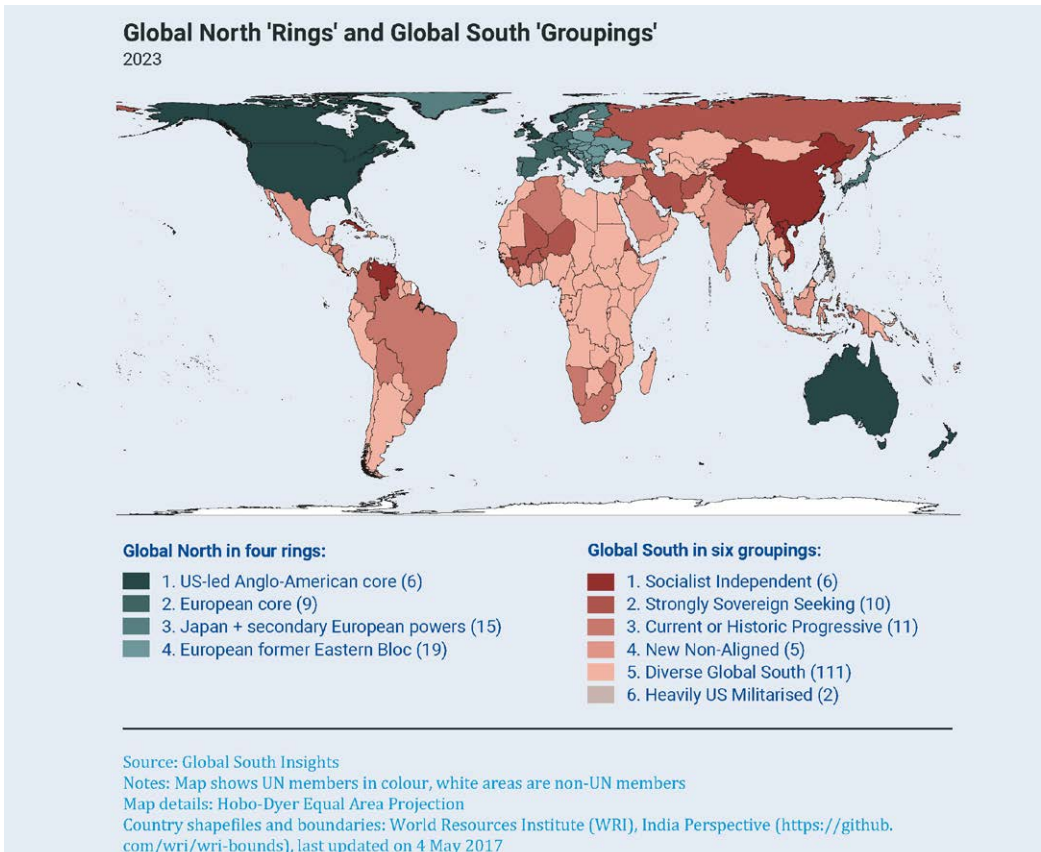 Global North 'Rings' and Global South 'Groupings'
2023
Global North in four rings:
1. US-led Anglo-American core (6)
2. European core (9)
3. Japan + secondary European powers (15)
4. European former Eastern Bloc (19)
Global South in six groupings:
1. Socialist Independent (6)
2. Strongly Sovereign Seeking (10)
3. Current or Historic Progressive (11)
4. New Non-Aligned (5)
5. Diverse Global South (111)
6. Heavily US Militarised (2)
Source: Global South Insights
Notes: Map shows UN members in colour, white areas are non-UN members
Map details: Hobo-Dyer Equal Area Projection
Country shapefiles and boundaries: World Resources Institute (WRI), India Perspective (https://github.
com/wri/wri-bounds), last updated on 4 May 2017